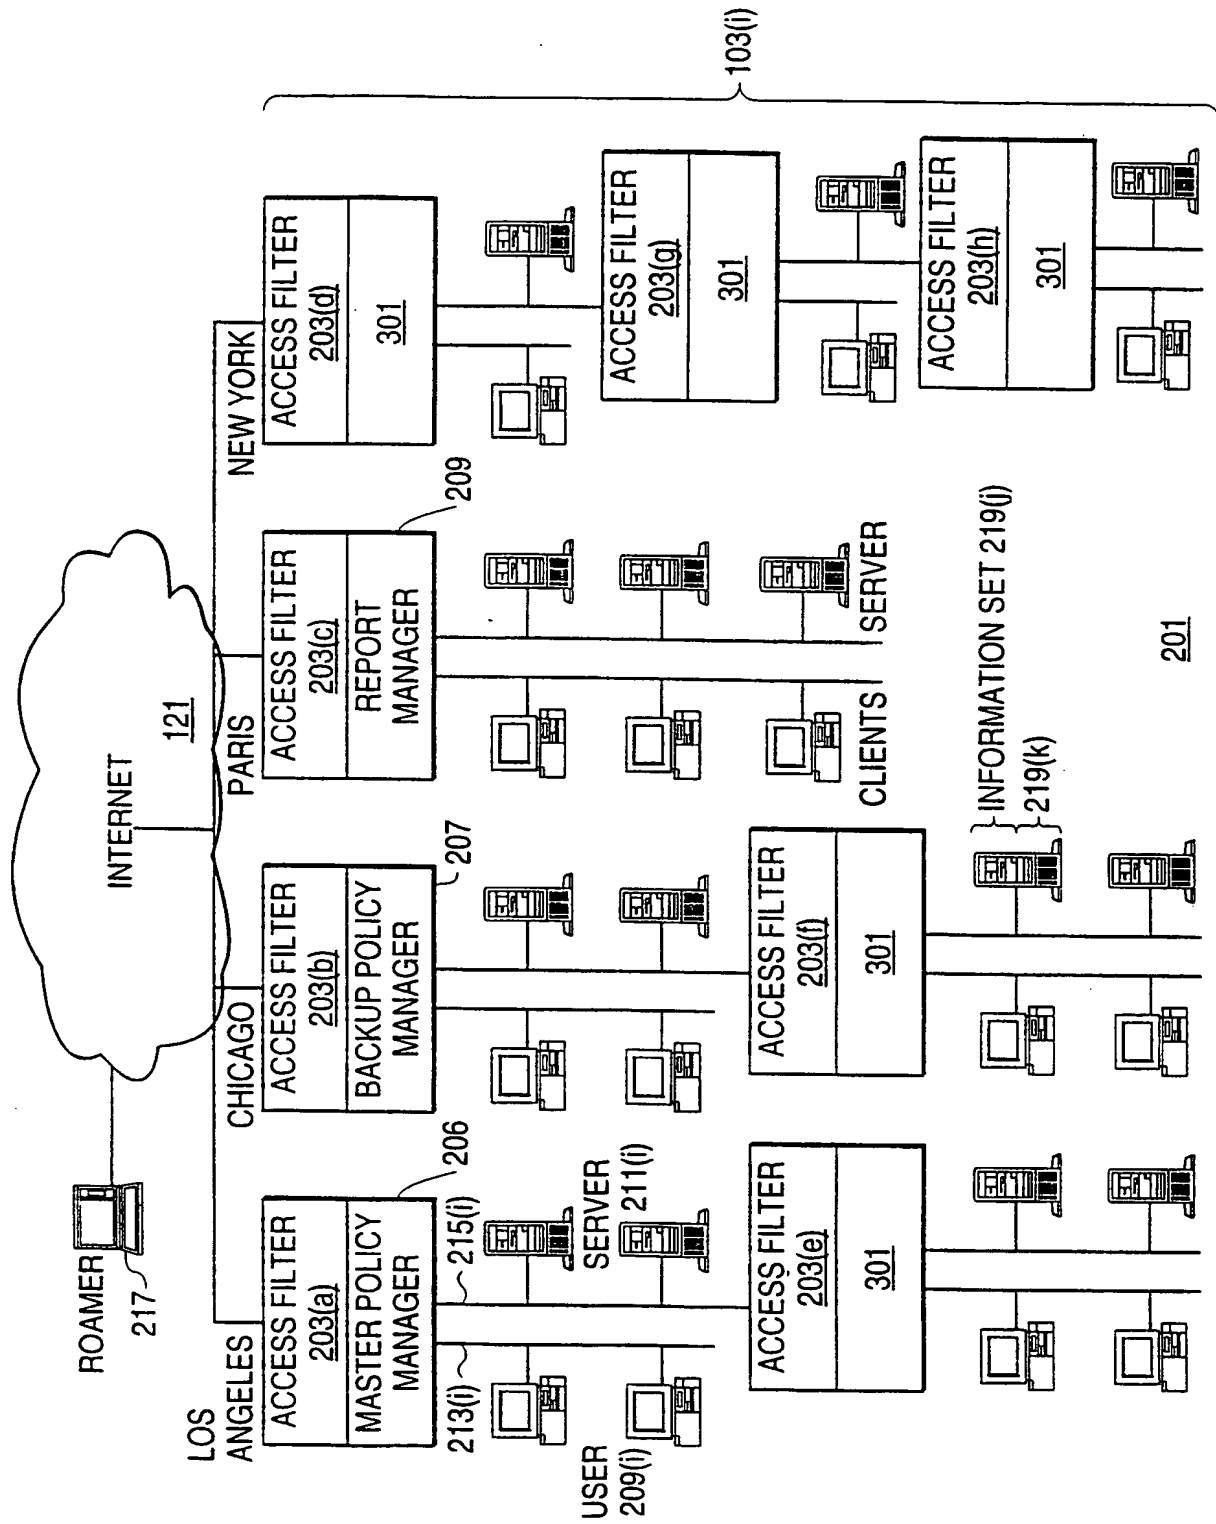 ROAMER
217
INTERNET
121
LOS
ANGELES
CHICAGO
PARIS
NEW YORK
ACCESS FILTER
203(a)
MASTER POLICY
MANAGER
206
ACCESS FILTER
203(b)
BACKUP POLICY
MANAGER
207
ACCESS FILTER
203(c)
REPORT
MANAGER
209
ACCESS FILTER
203(d)
301
103(i)
213(i)
215(i)
USER
209(i)
SERVER
211(i)
ACCESS FILTER
203(e)
301
ACCESS FILTER
203(f)
301
CLIENTS
SERVER
ACCESS FILTER
203(g)
301
ACCESS FILTER
203(h)
301
INFORMATION SET 219(j)
219(k)
201